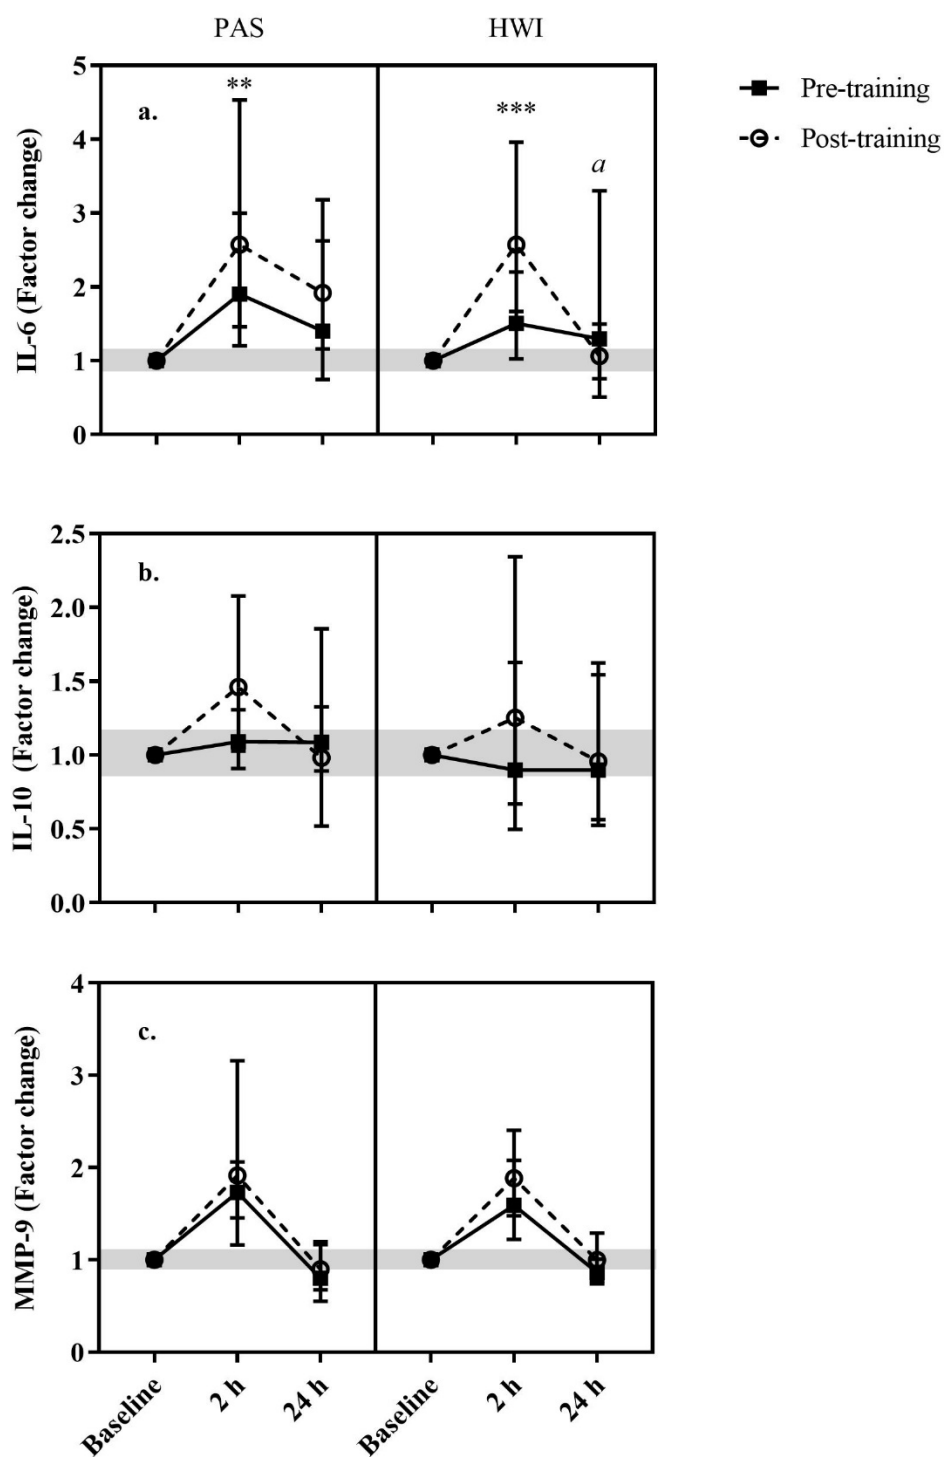 PAS
HWI
Pre-training
Post-training
IL-6 (Factor change)
5
4
3
2
1
0
a.
**
***
a
IL-10 (Factor change)
2.5
2.0
1.5
1.0
0.5
0.0
b.
MMP-9 (Factor change)
4
3
2
1
0
c.
Baseline
2 h
24 h
Baseline
2 h
24 h